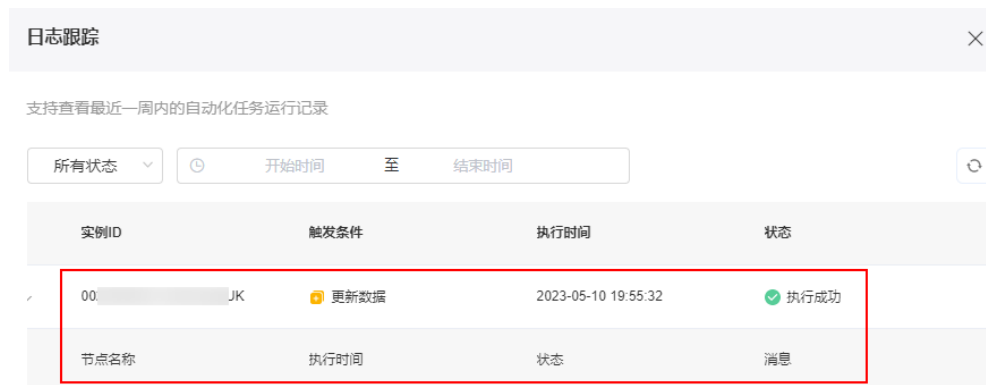 日志跟踪
支持查看最近一周内的自动化任务运行记录
所有状态 开始时间 至 结束时间
实例ID 触发条件 执行时间 状态
00 JK 更新数据 2023-05-10 19:55:32 执行成功
节点名称 执行时间 状态 消息